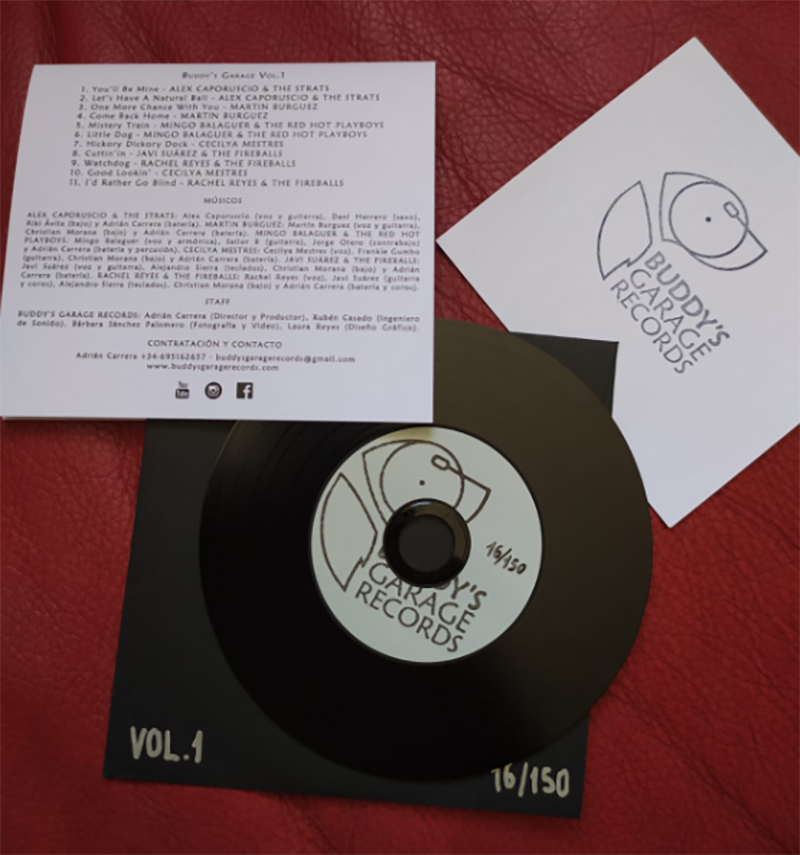 BUDDY'S GARAGE VOL.1
1. You'll Be Mine - ALEX CAPORUSCIO & THE STRATS
2. Let's Have A Natural Ball - ALEX CAPORUSCIO & THE STRATS
3. One More Chance With You - MARTIN BURGUEZ
4. Come Back Home - MARTIN BURGUEZ
5. Mistery Train - MINGO BALAGUER & THE RED HOT PLAYBOYS
6. Little Dog - MINGO BALAGUER & THE RED HOT PLAYBOYS
7. Hickory Dickory Dock - CECILYA MESTRES
8. Cuttin'in - JAVI SUÁREZ & THE FIREBALLS
9. Watchdog - RACHEL REYES & THE FIREBALLS
10. Good Lookin' - CECILYA MESTRES
11. I'd Rather Go Blind - RACHEL REYES & THE FIREBALLS
MÚSICOS
ALEX CAPORUSCIO & THE STRATS: Alex Caporuscio (voz y guitarra), Dani Herrero (saxo),
Riki Ávila (bajo) y Adrián Carrera (batería). MARTIN BURGUEZ: Martin Burguez (voz y guitarra),
Christian Morana (bajo) y Adrián Carrera (batería). MINGO BALAGUER & THE RED HOT
PLAYBOYS: Mingo Balaguer (voz y armónica), Sailor B (guitarra), Jorge Otero (contrabajo)
y Adrián Carrera (batería y percusión). CECILYA MESTRES: Cecilya Mestres (voz), Frankie Gumbo
(guitarra), Christian Morana (bajo) y Adrián Carrera (batería). JAVI SUÁREZ & THE FIREBALLS:
Javi Suárez (voz y guitarra), Alejandro Sierra (teclados), Christian Morana (bajo) y Adrián
Carrera (batería). RACHEL REYES & THE FIREBALLS: Rachel Reyes (voz), Javi Suárez (guitarra
y coros), Alejandro Sierra (teclados), Christian Morana (bajo) y Adrián Carrera (batería y coros).
STAFF
BUDDY'S GARAGE RECORDS: Adrián Carrera (Director y Productor), Rubén Casado (Ingeniero
de Sonido), Bárbara Sánchez Palomero (Fotografía y Vídeo), Laura Reyes (Diseño Gráfico).
CONTRATACIÓN Y CONTACTO
Adrián Carrera +34-695162657 - buddysgaragerecords@gmail.com
www.buddysgaragerecords.com
You Tube
BUDDY'S
GARAGE
RECORDS
16/150
BUDDY'S
GARAGE
RECORDS
VOL.1
16/150